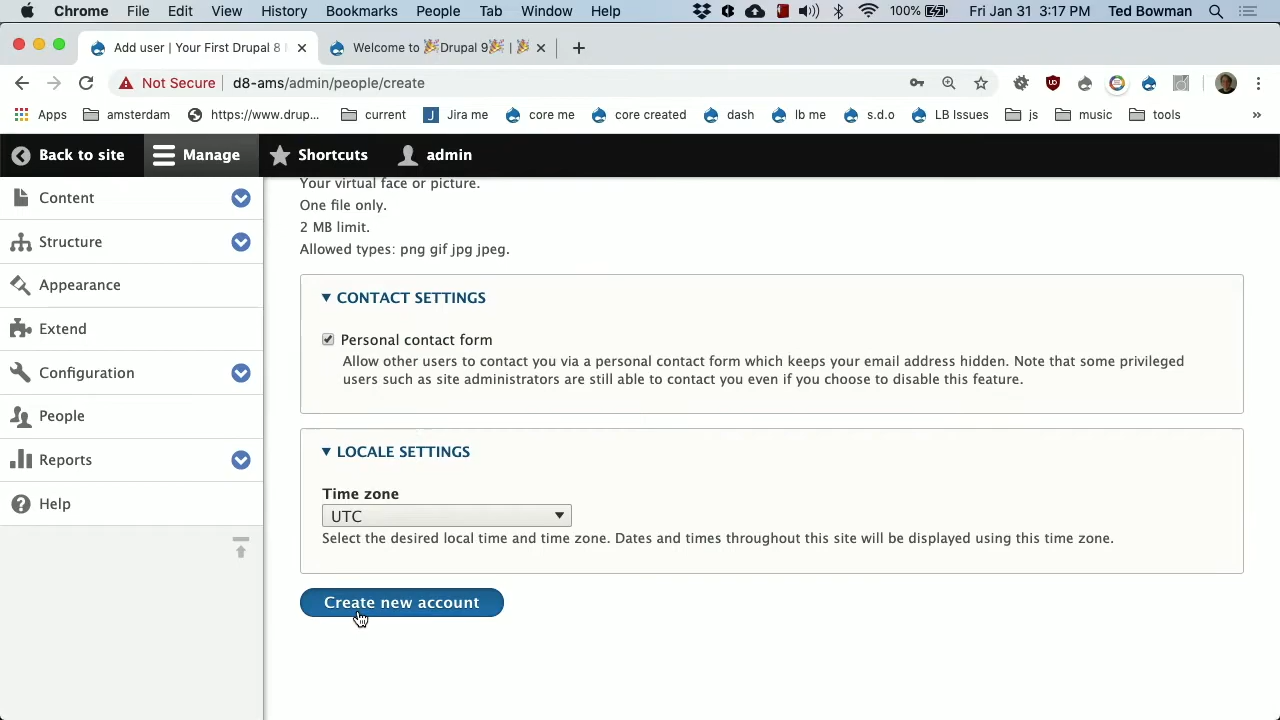 Chrome File Edit View History Bookmarks People Tab Window Help 100% Fri Jan 31 3:17 PM Ted Bowman
Add user | Your First Drupal 8 Welcome to 🎉Drupal 9🎉 | 🎉
Not Secure d8-ams/admin/people/create
Apps amsterdam https://www.drup... current Jira me core me core created dash lb me s.d.o LB Issues js music tools »
Back to site Manage Shortcuts admin
Content
Structure
Appearance
Extend
Configuration
People
Reports
Help
Your virtual face or picture.
One file only.
2 MB limit.
Allowed types: png gif jpg jpeg.
CONTACT SETTINGS
Personal contact form
Allow other users to contact you via a personal contact form which keeps your email address hidden. Note that some privileged
users such as site administrators are still able to contact you even if you choose to disable this feature.
LOCALE SETTINGS
Time zone
UTC
Select the desired local time and time zone. Dates and times throughout this site will be displayed using this time zone.
Create new account